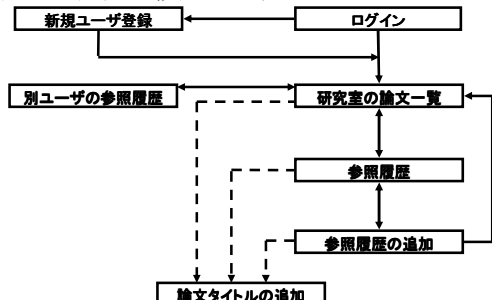 新規ユーザ登録
ログイン
別ユーザの参照履歴
研究室の論文一覧
参照履歴
参照履歴の追加
論文タイトルの追加